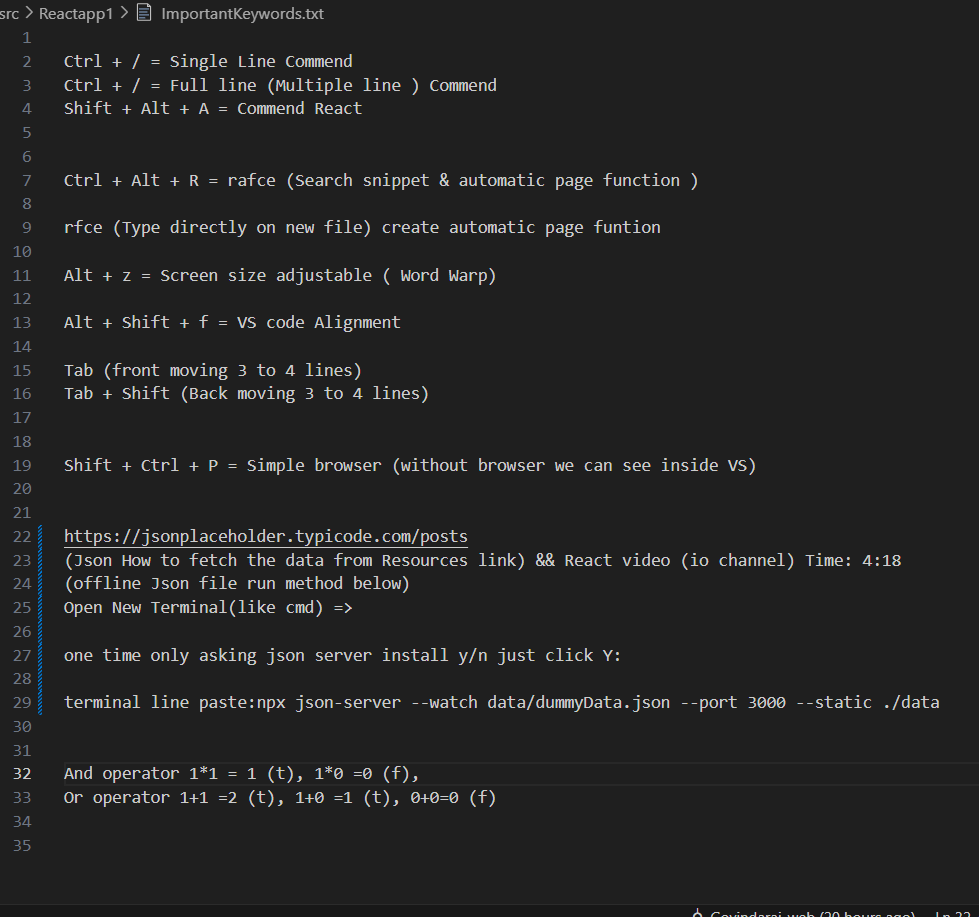 src > Reactapp1 > ImportantKeywords.txt
1
2 Ctrl + / = Single Line Commend
3 Ctrl + / = Full line (Multiple line ) Commend
4 Shift + Alt + A = Commend React
5
6
7 Ctrl + Alt + R = rafce (Search snippet & automatic page function )
8
9 rfce (Type directly on new file) create automatic page funtion
10
11 Alt + z = Screen size adjustable ( Word Warp)
12
13 Alt + Shift + f = VS code Alignment
14
15 Tab (front moving 3 to 4 lines)
16 Tab + Shift (Back moving 3 to 4 lines)
17
18
19 Shift + Ctrl + P = Simple browser (without browser we can see inside VS)
20
21
22 https://jsonplaceholder.typicode.com/posts
23 (Json How to fetch the data from Resources link) && React video (io channel) Time: 4:18
24 (offline Json file run method below)
25 Open New Terminal(like cmd) =>
26
27 one time only asking json server install y/n just click Y:
28
29 terminal line paste:npx json-server --watch data/dummyData.json --port 3000 --static ./data
30
31
32 And operator 1*1 = 1 (t), 1*0 =0 (f),
33 Or operator 1+1 =2 (t), 1+0 =1 (t), 0+0=0 (f)
34
35
Govindaraj-web (20 hours ago) Ln 32